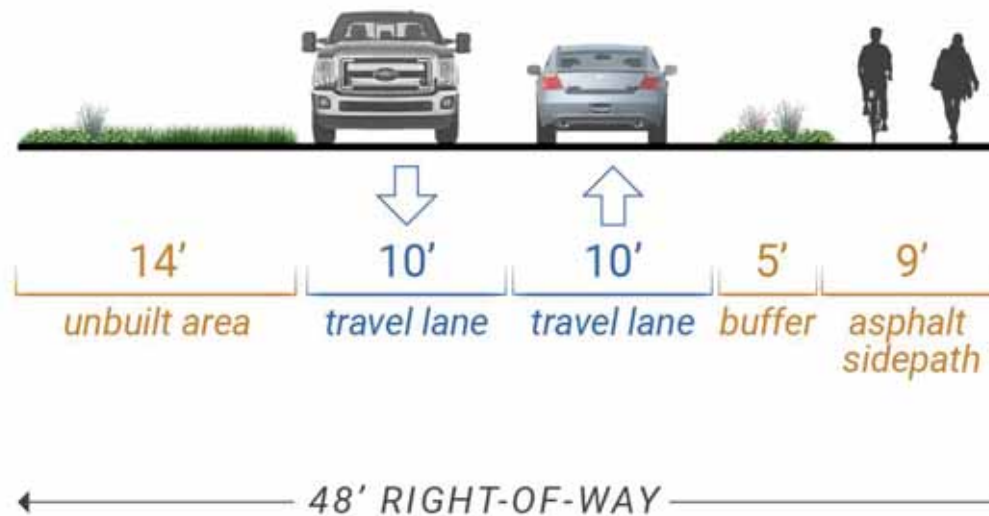 14’ 10’ 10’ 5’ 9’
unbuilt area travel lane travel lane buffer asphalt
sidepath
48’ RIGHT-OF-WAY